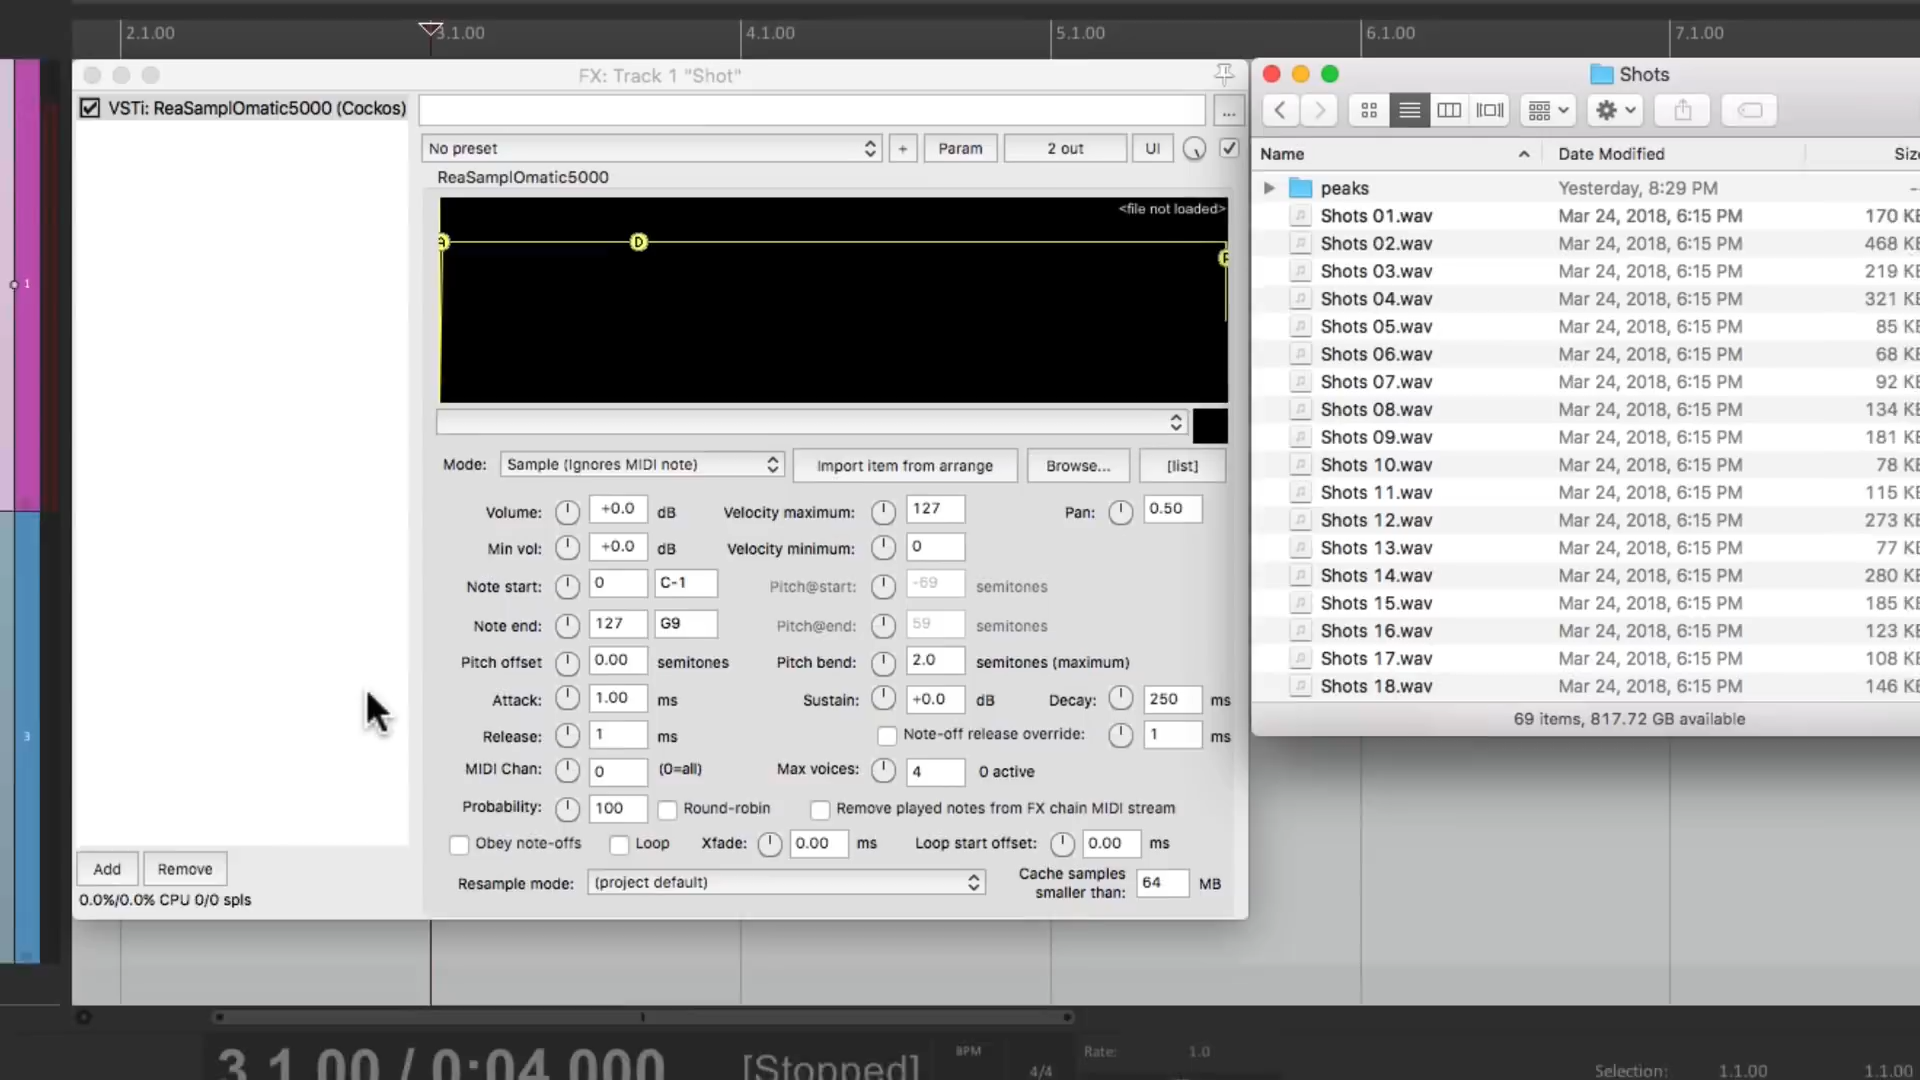 2.1.00 3.1.00 4.1.00 5.1.00 6.1.00 7.1.00
FX: Track 1 "Shot"
VSTi: ReaSamplOmatic5000 (Cockos)
...
No preset + Param 2 out UI
ReaSamplOmatic5000
<file not loaded>
A D
Mode: Sample (Ignores MIDI note) Import item from arrange Browse... [list]
Volume: +0.0 dB Velocity maximum: 127 Pan: 0.50
Min vol: +0.0 dB Velocity minimum: 0
Note start: 0 C-1 Pitch@start: -69 semitones
Note end: 127 G9 Pitch@end: 59 semitones
Pitch offset 0.00 semitones Pitch bend: 2.0 semitones (maximum)
Attack: 1.00 ms Sustain: +0.0 dB Decay: 250 ms
Release: 1 ms Note-off release override: 1 ms
MIDI Chan: 0 (0=all) Max voices: 4 0 active
Probability: 100 Round-robin Remove played notes from FX chain MIDI stream
Obey note-offs Loop Xfade: 0.00 ms Loop start offset: 0.00 ms
Resample mode: (project default) Cache samples smaller than: 64 MB
Add Remove
0.0%/0.0% CPU 0/0 spls
1
3
Shots
Name Date Modified Siz
peaks Yesterday, 8:29 PM --
Shots 01.wav Mar 24, 2018, 6:15 PM 170 KB
Shots 02.wav Mar 24, 2018, 6:15 PM 468 KB
Shots 03.wav Mar 24, 2018, 6:15 PM 219 KB
Shots 04.wav Mar 24, 2018, 6:15 PM 321 KB
Shots 05.wav Mar 24, 2018, 6:15 PM 85 KB
Shots 06.wav Mar 24, 2018, 6:15 PM 68 KB
Shots 07.wav Mar 24, 2018, 6:15 PM 92 KB
Shots 08.wav Mar 24, 2018, 6:15 PM 134 KB
Shots 09.wav Mar 24, 2018, 6:15 PM 181 KB
Shots 10.wav Mar 24, 2018, 6:15 PM 78 KB
Shots 11.wav Mar 24, 2018, 6:15 PM 115 KB
Shots 12.wav Mar 24, 2018, 6:15 PM 273 KB
Shots 13.wav Mar 24, 2018, 6:15 PM 77 KB
Shots 14.wav Mar 24, 2018, 6:15 PM 280 KB
Shots 15.wav Mar 24, 2018, 6:15 PM 185 KB
Shots 16.wav Mar 24, 2018, 6:15 PM 123 KB
Shots 17.wav Mar 24, 2018, 6:15 PM 108 KB
Shots 18.wav Mar 24, 2018, 6:15 PM 146 KB
69 items, 817.72 GB available
3.1.00 / 0:04.000 [Stopped] BPM 4/4 Rate: 1.0 Selection: 1.1.00 1.1.00